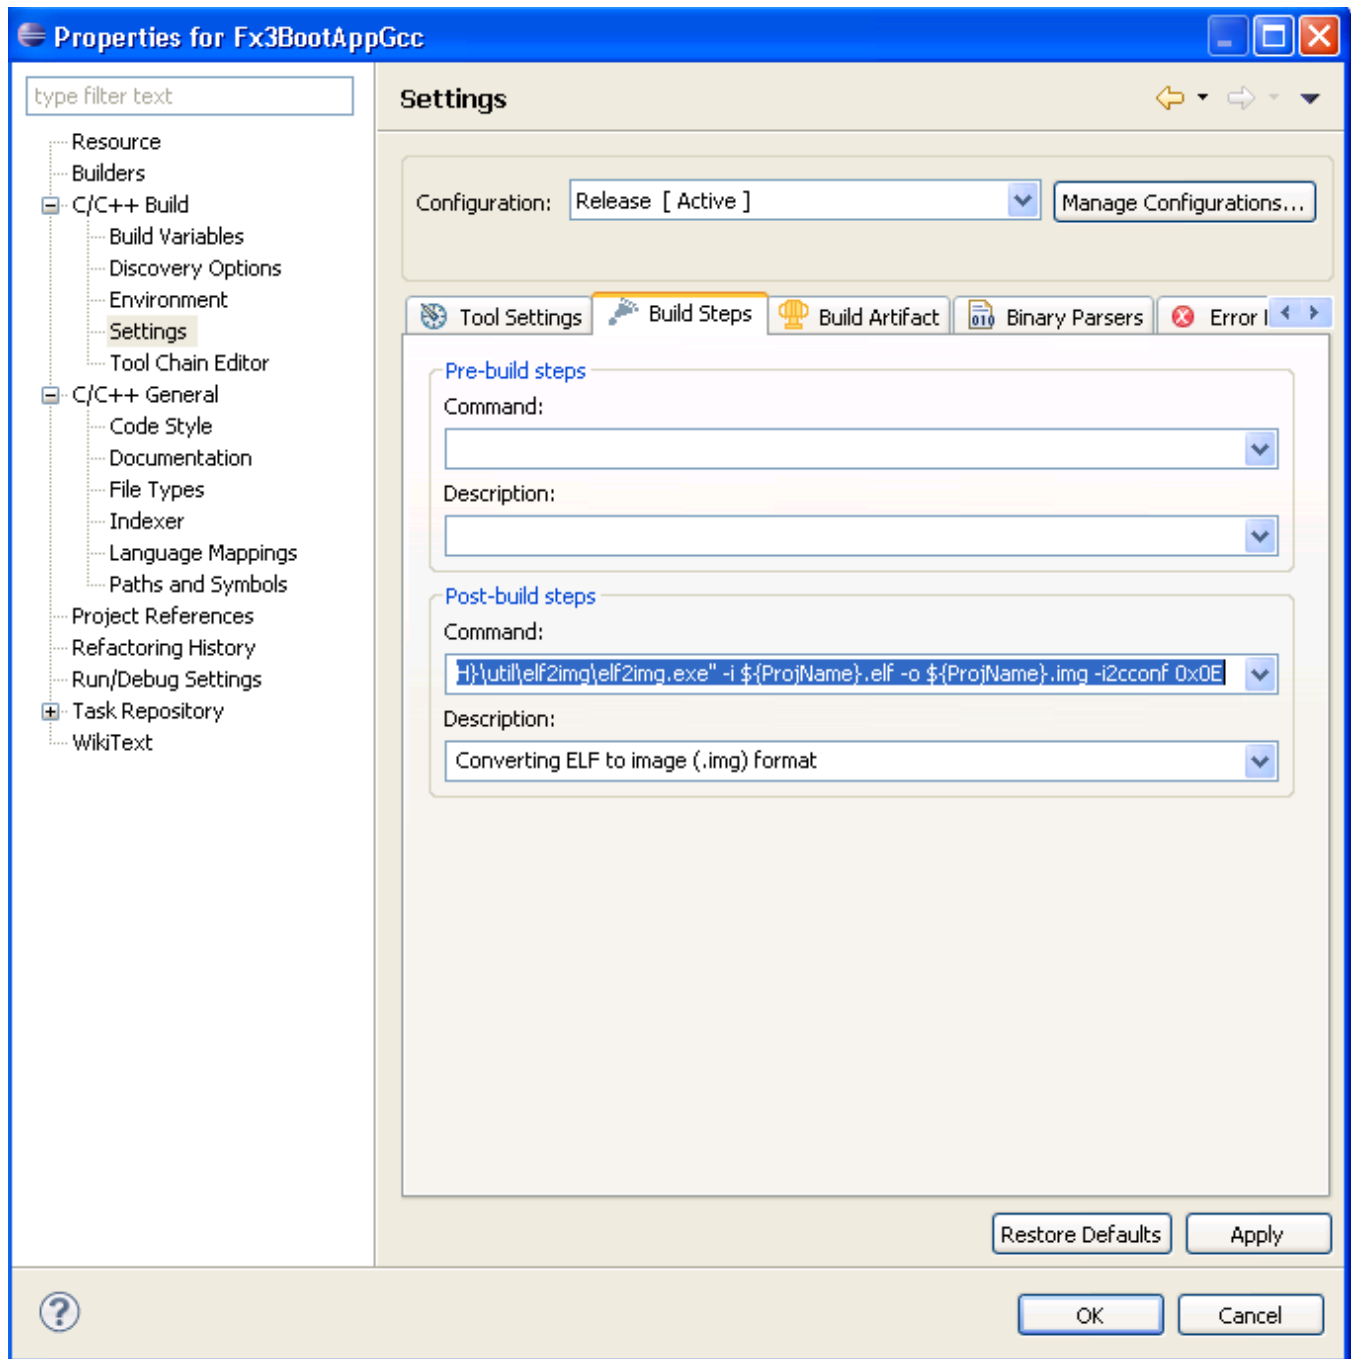 Properties for Fx3BootAppGcc
type filter text
Resource
Builders
C/C++ Build
Build Variables
Discovery Options
Environment
Settings
Tool Chain Editor
C/C++ General
Code Style
Documentation
File Types
Indexer
Language Mappings
Paths and Symbols
Project References
Refactoring History
Run/Debug Settings
Task Repository
WikiText
Settings
Configuration: Release [ Active ] Manage Configurations...
Tool Settings Build Steps Build Artifact 010 Binary Parsers Error
Pre-build steps
Command:
Description:
Post-build steps
Command:
H}\util\elf2img\elf2img.exe" -i ${ProjName}.elf -o ${ProjName}.img -i2cconf 0x0E
Description:
Converting ELF to image (.img) format
Restore Defaults Apply
? OK Cancel